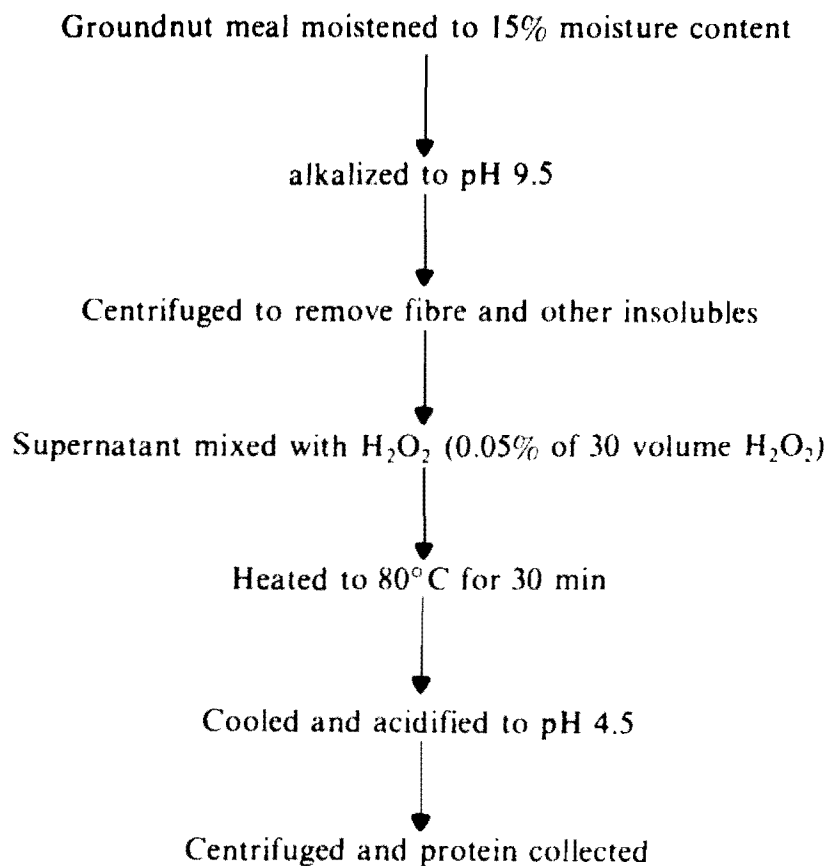 Groundnut meal moistened to 15% moisture content
alkalized to pH 9.5
Centrifuged to remove fibre and other insolubles
Supernatant mixed with H₂O₂ (0.05% of 30 volume H₂O₂)
Heated to 80°C for 30 min
Cooled and acidified to pH 4.5
Centrifuged and protein collected